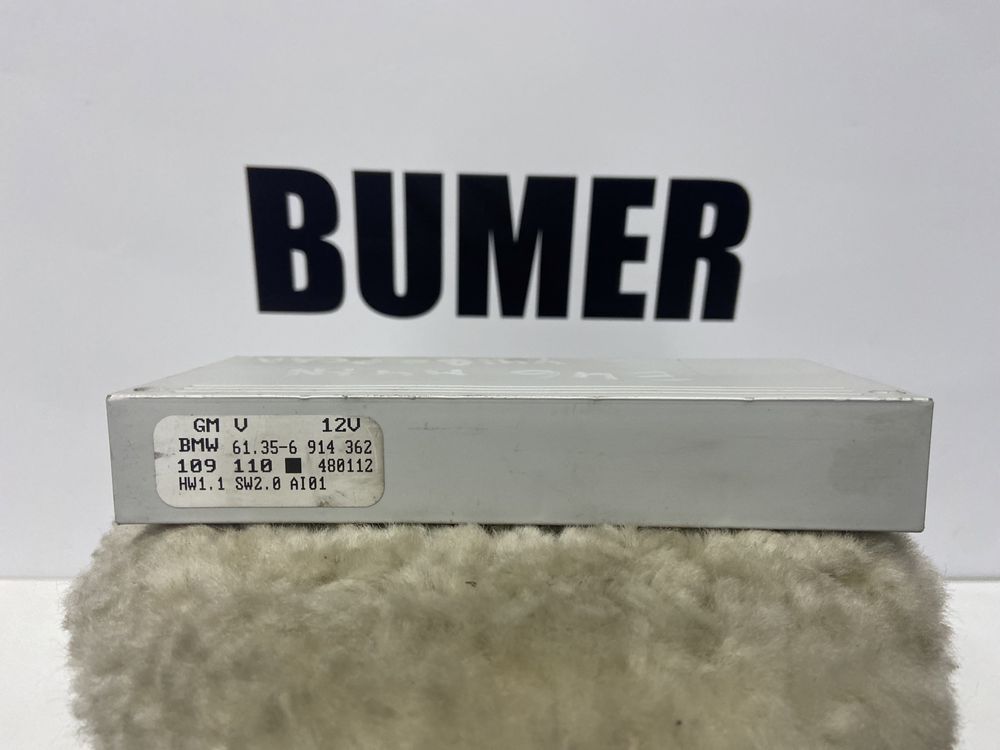 BUMER
GM V 12V
BMW 61.35-6 914 362
109 110 ■ 480112
HW1.1 SW2.0 AI01